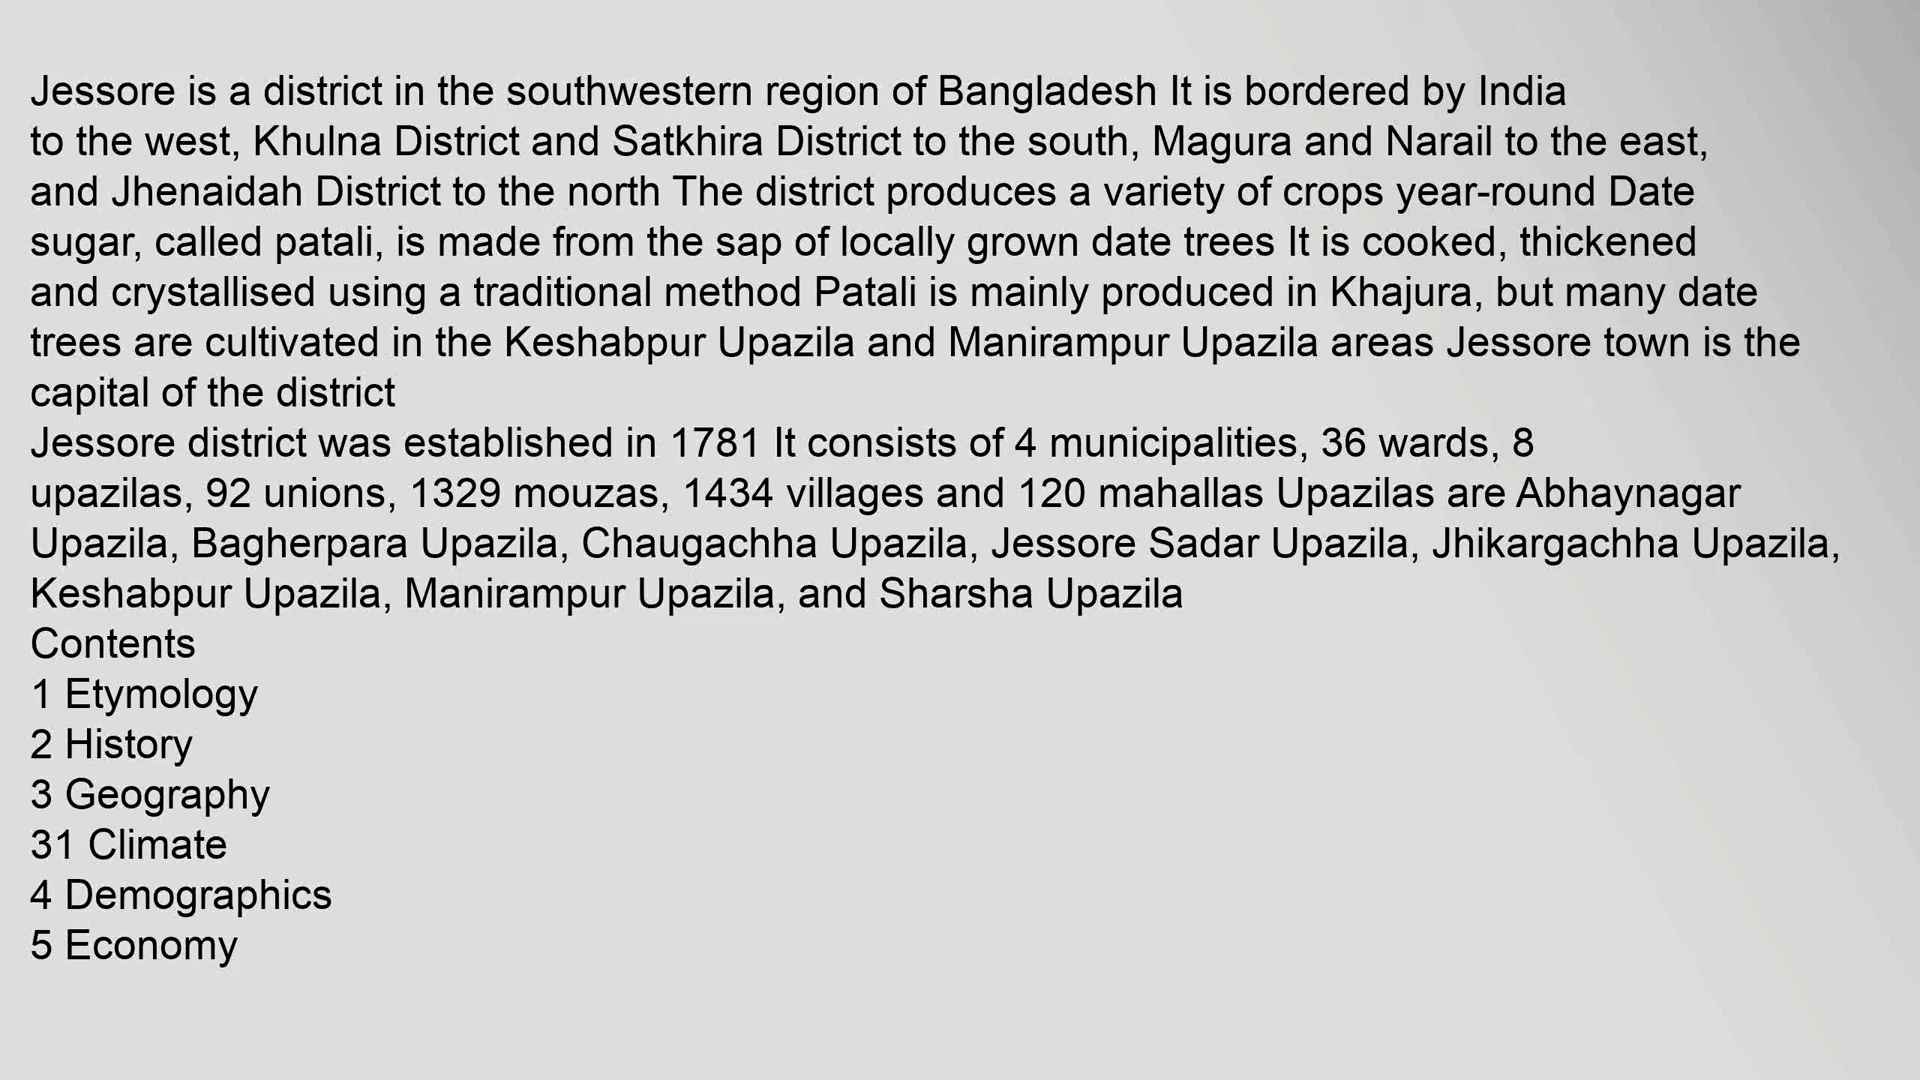 Jessore is a district in the southwestern region of Bangladesh It is bordered by India
to the west, Khulna District and Satkhira District to the south, Magura and Narail to the east,
and Jhenaidah District to the north The district produces a variety of crops year-round Date
sugar, called patali, is made from the sap of locally grown date trees It is cooked, thickened
and crystallised using a traditional method Patali is mainly produced in Khajura, but many date
trees are cultivated in the Keshabpur Upazila and Manirampur Upazila areas Jessore town is the
capital of the district
Jessore district was established in 1781 It consists of 4 municipalities, 36 wards, 8
upazilas, 92 unions, 1329 mouzas, 1434 villages and 120 mahallas Upazilas are Abhaynagar
Upazila, Bagherpara Upazila, Chaugachha Upazila, Jessore Sadar Upazila, Jhikargachha Upazila,
Keshabpur Upazila, Manirampur Upazila, and Sharsha Upazila
Contents
1 Etymology
2 History
3 Geography
31 Climate
4 Demographics
5 Economy